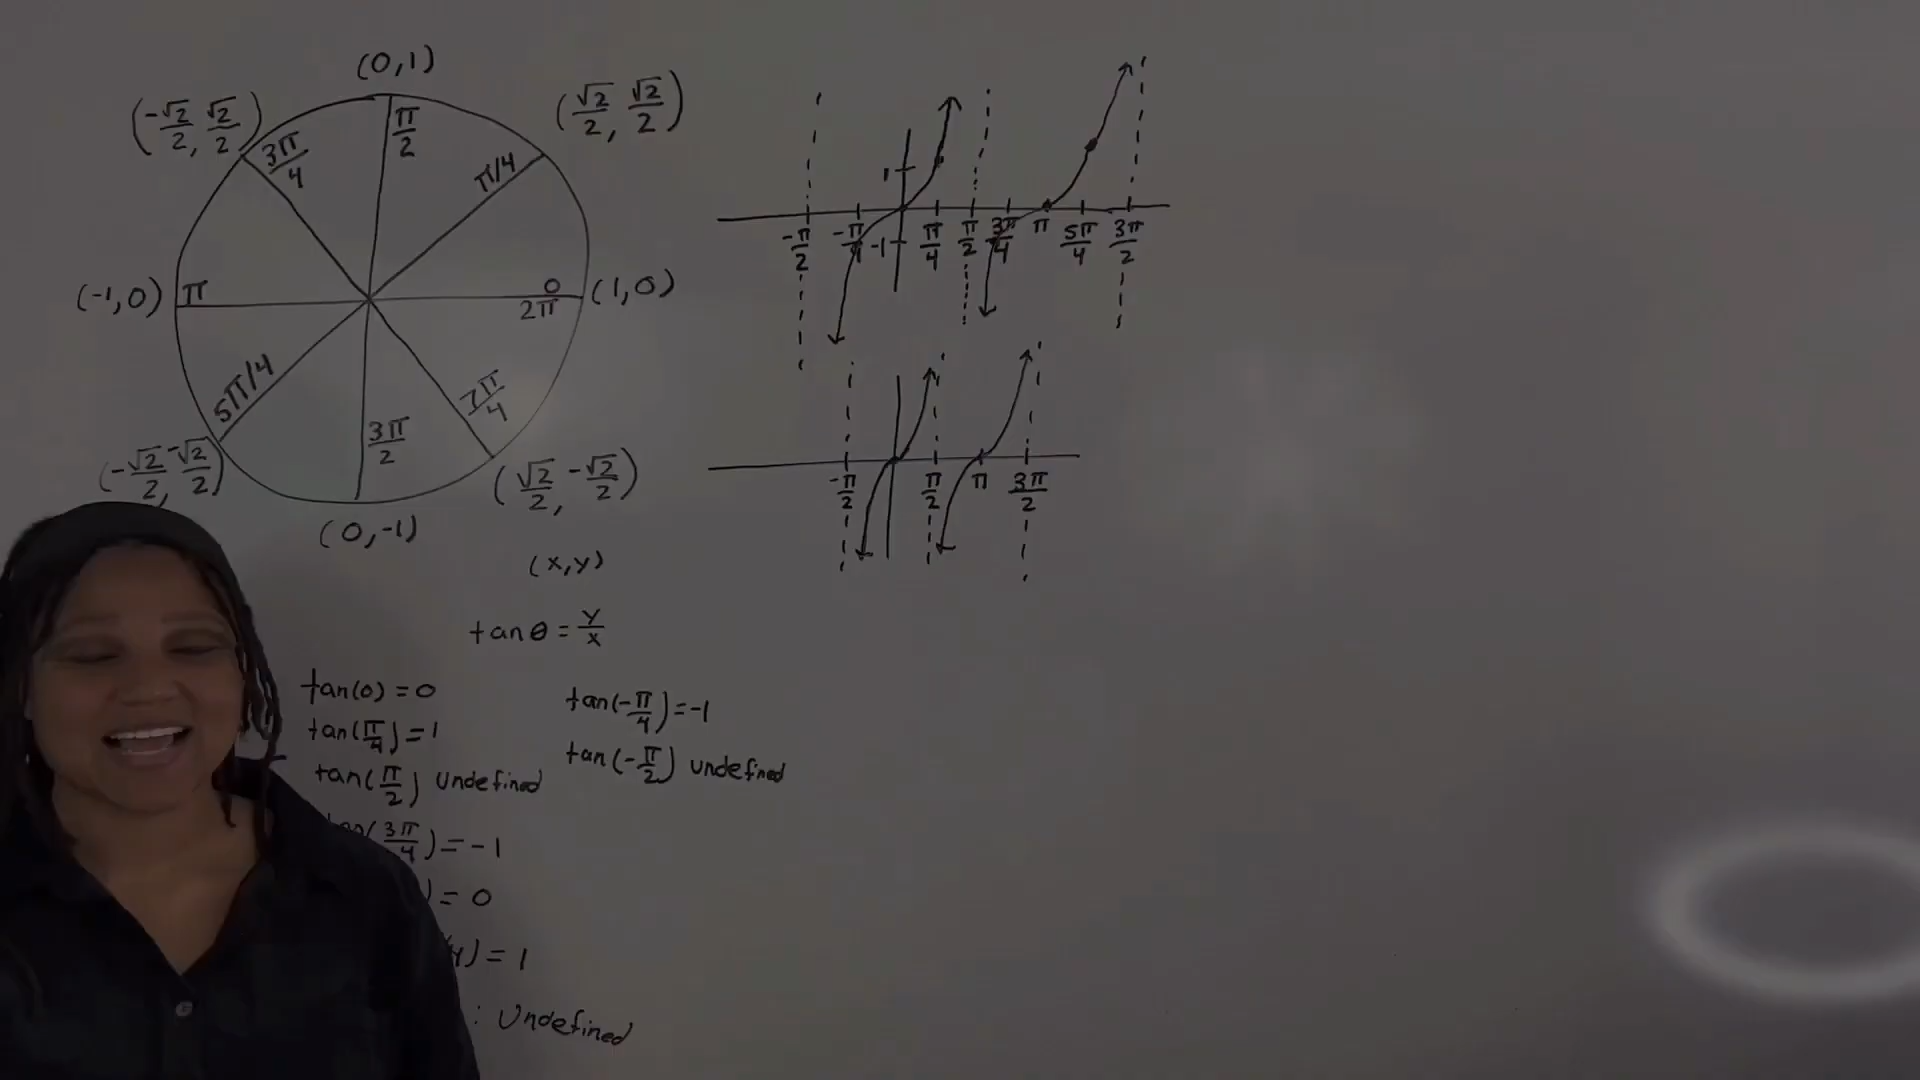 (0,1)
(-√2/2, √2/2)
(√2/2, √2/2)
3π/4
π/2
π/4
(-1,0)
π
0
2π
(1,0)
5π/4
3π/2
7π/4
(-√2/2, -√2/2)
(√2/2, -√2/2)
(0,-1)
(x,y)
tan θ = y/x
tan(0) = 0
tan(π/4) = 1
tan(π/2) undefined
(3π/4) = -1
) = 0
) = 1
: Undefined
tan(-π/4) = -1
tan(-π/2) undefined
1
-π/2 -π/4 -1 π/4 π/2 3π/4 π 5π/4 3π/2
-π/2 π/2 π 3π/2